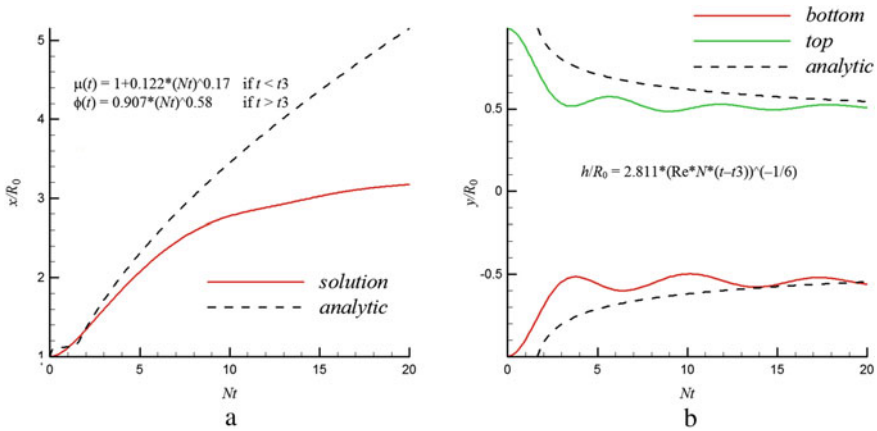 5
4
3
2
1
x/R₀
μ(t) = 1+0.122*(Nt)^0.17 if t < t3
ϕ(t) = 0.907*(Nt)^0.58 if t > t3
solution
analytic
0 5 10 15 20
Nt
a
bottom
top
analytic
0.5
0
-0.5
y/R₀
h/R₀ = 2.811*(Re*N*(t–t3))^(–1/6)
0 5 10 15 20
Nt
b